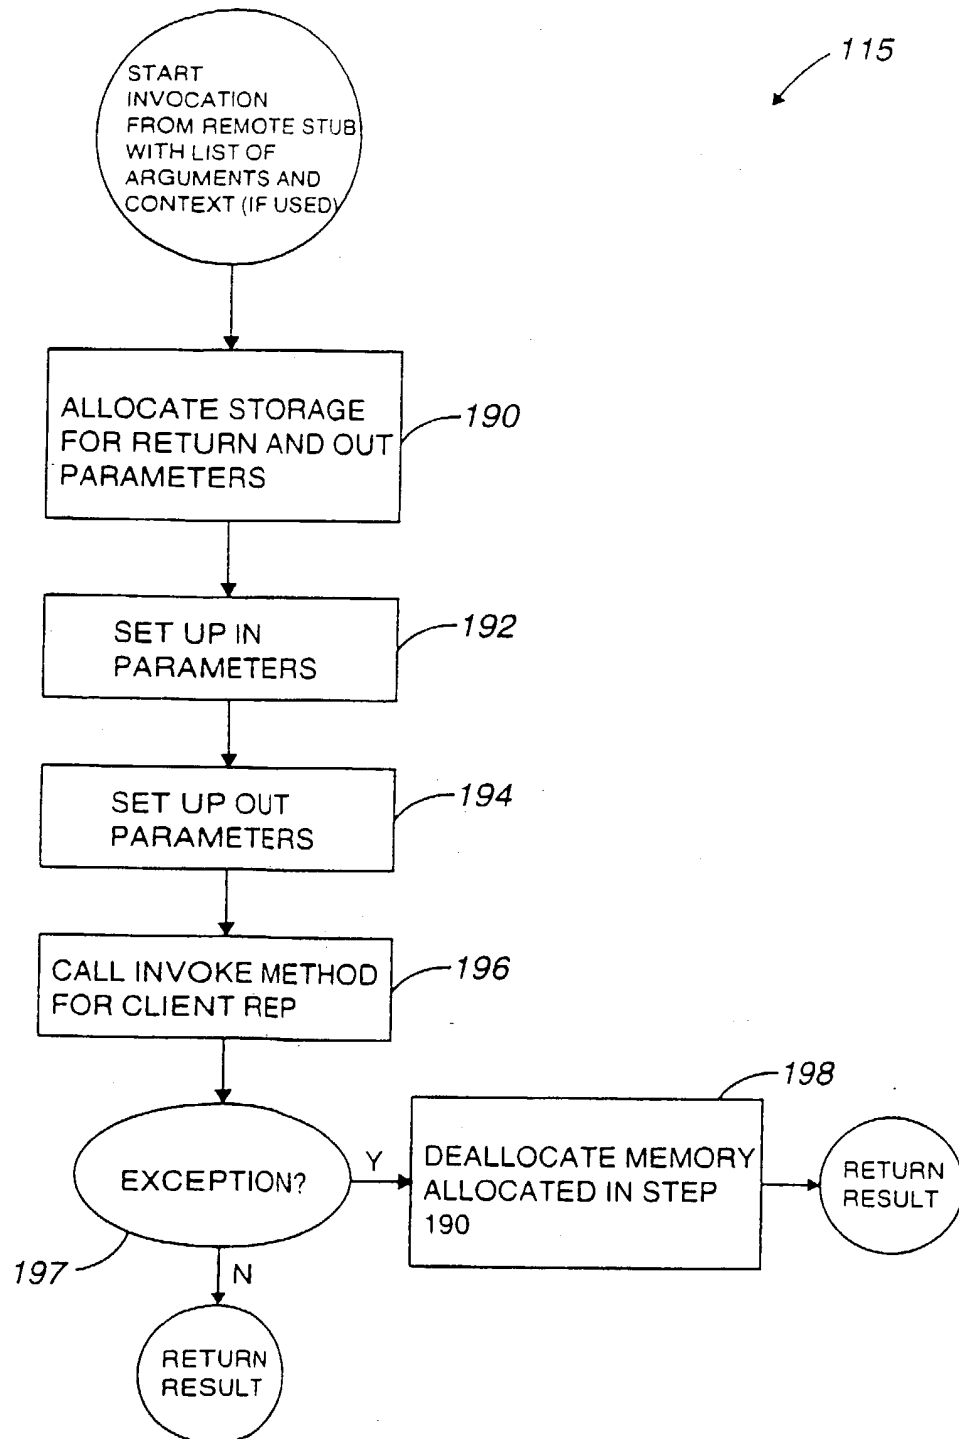 115
START
INVOCATION
FROM REMOTE STUB
WITH LIST OF
ARGUMENTS AND
CONTEXT (IF USED)
ALLOCATE STORAGE
FOR RETURN AND OUT
PARAMETERS
190
SET UP IN
PARAMETERS
192
SET UP OUT
PARAMETERS
194
CALL INVOKE METHOD
FOR CLIENT REP
196
EXCEPTION?
197
Y
N
198
DEALLOCATE MEMORY
ALLOCATED IN STEP
190
RETURN
RESULT
RETURN
RESULT